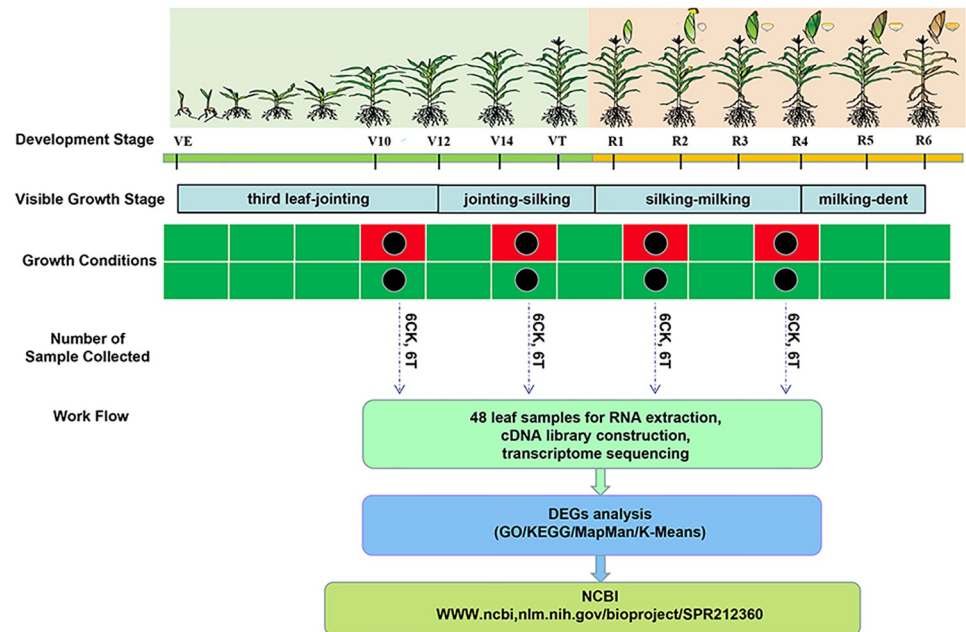 Development Stage
VE V10 V12 V14 VT R1 R2 R3 R4 R5 R6
Visible Growth Stage
third leaf-jointing jointing-silking silking-milking milking-dent
Growth Conditions
Number of
Sample Collected
6CK, 6T 6CK, 6T 6CK, 6T 6CK, 6T
Work Flow
48 leaf samples for RNA extraction,
cDNA library construction,
transcriptome sequencing
DEGs analysis
(GO/KEGG/MapMan/K-Means)
NCBI
WWW.ncbi,nlm.nih.gov/bioproject/SPR212360